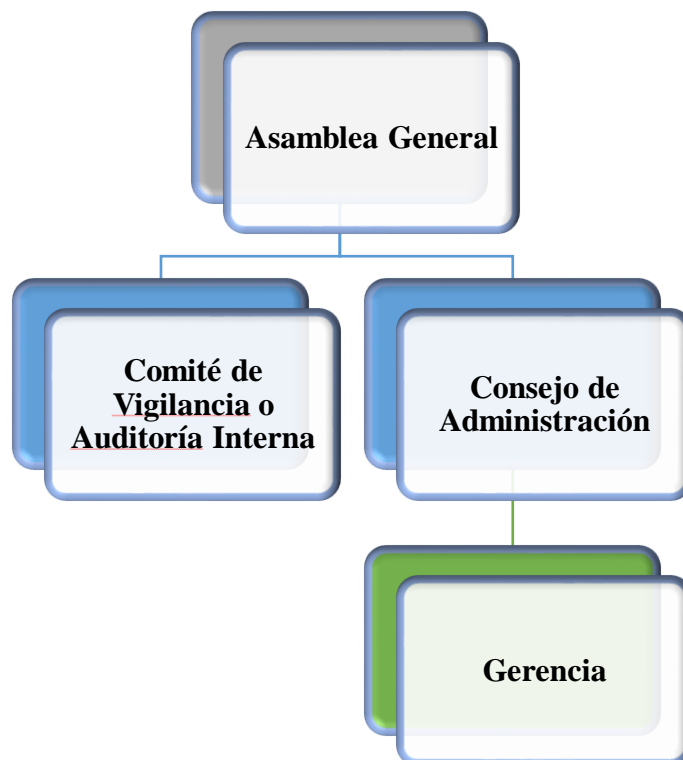 Asamblea General
Comité de
Vigilancia o
Auditoría Interna
Consejo de
Administración
Gerencia